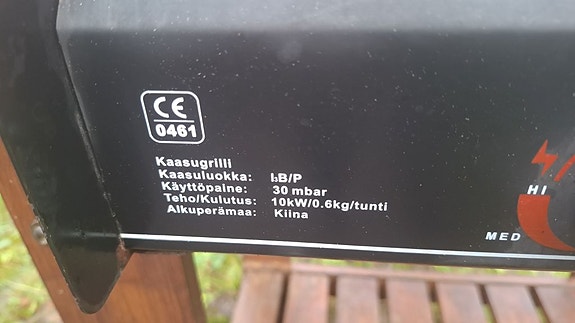 CE
0461
Kaasugrilli
Kaasuluokka: I₃B/P
Käyttöpaine: 30 mbar
Teho/Kulutus: 10kW/0.6kg/tunti
Alkuperämaa: Kiina
HI
MED